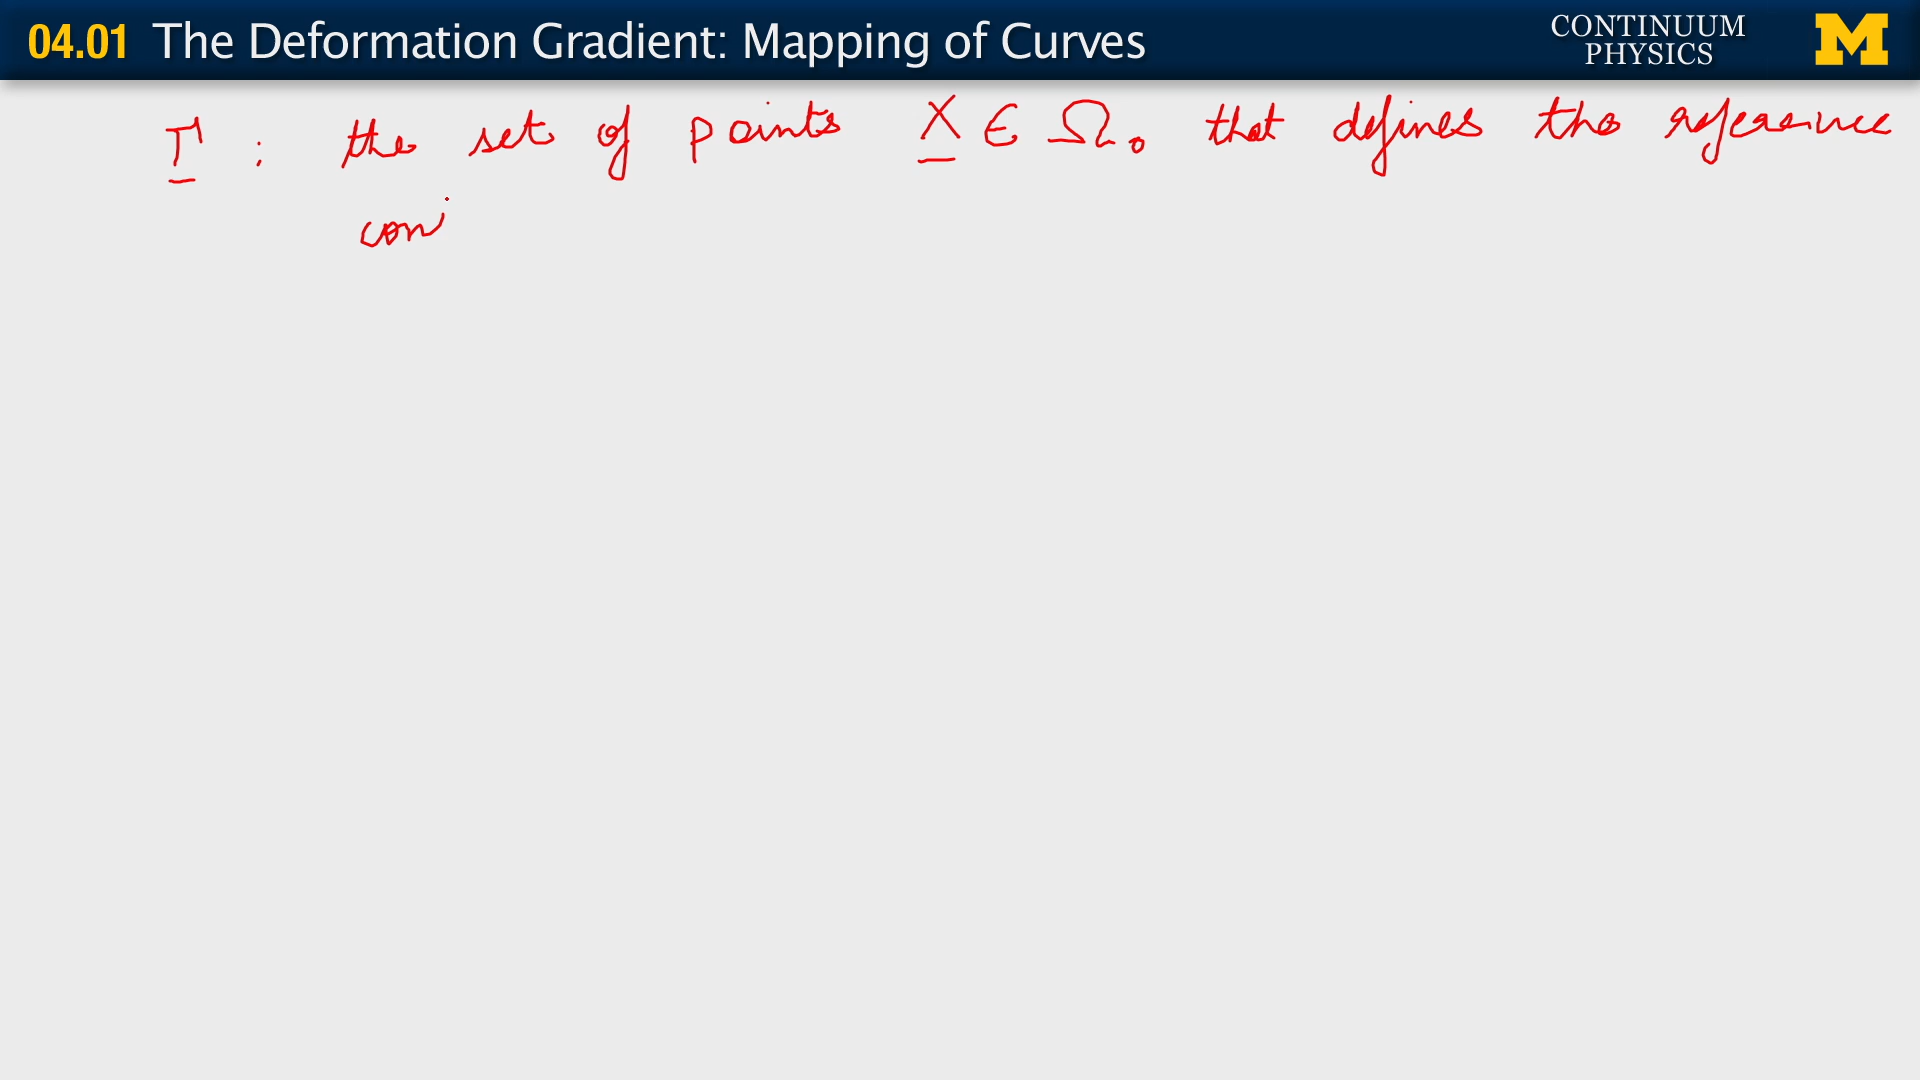 04.01 The Deformation Gradient: Mapping of Curves
CONTINUUM
PHYSICS
M
Γ : the set of points X ∈ Ω₀ that defines the reference